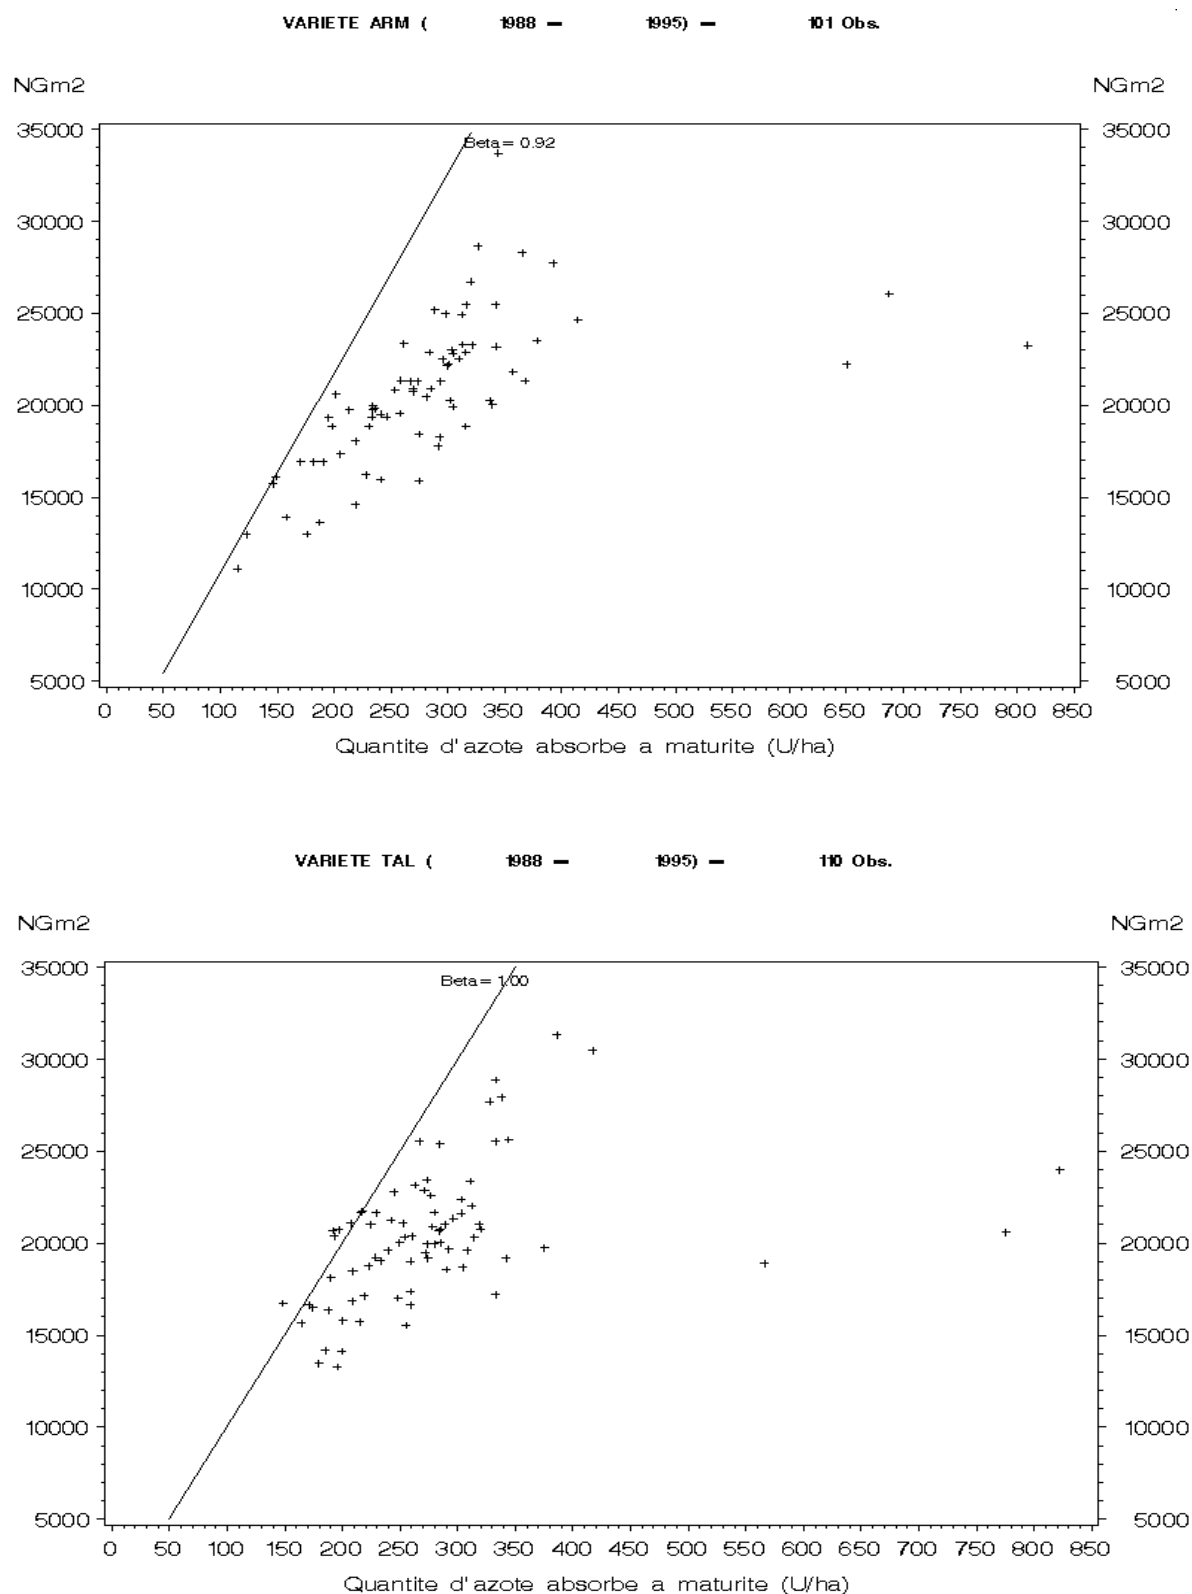 VARIETE ARM ( 1988 – 1995) – 101 Obs.
NGm2 NGm2
35000 35000
Beta= 0.92
30000 30000
25000 25000
20000 20000
15000 15000
10000 10000
5000 5000
0 50 100 150 200 250 300 350 400 450 500 550 600 650 700 750 800 850
Quantite d'azote absorbe a maturite (U/ha)
VARIETE TAL ( 1988 – 1995) – 110 Obs.
NGm2 NGm2
35000 35000
Beta= 1.00
30000 30000
25000 25000
20000 20000
15000 15000
10000 10000
5000 5000
0 50 100 150 200 250 300 350 400 450 500 550 600 650 700 750 800 850
Quantite d'azote absorbe a maturite (U/ha)